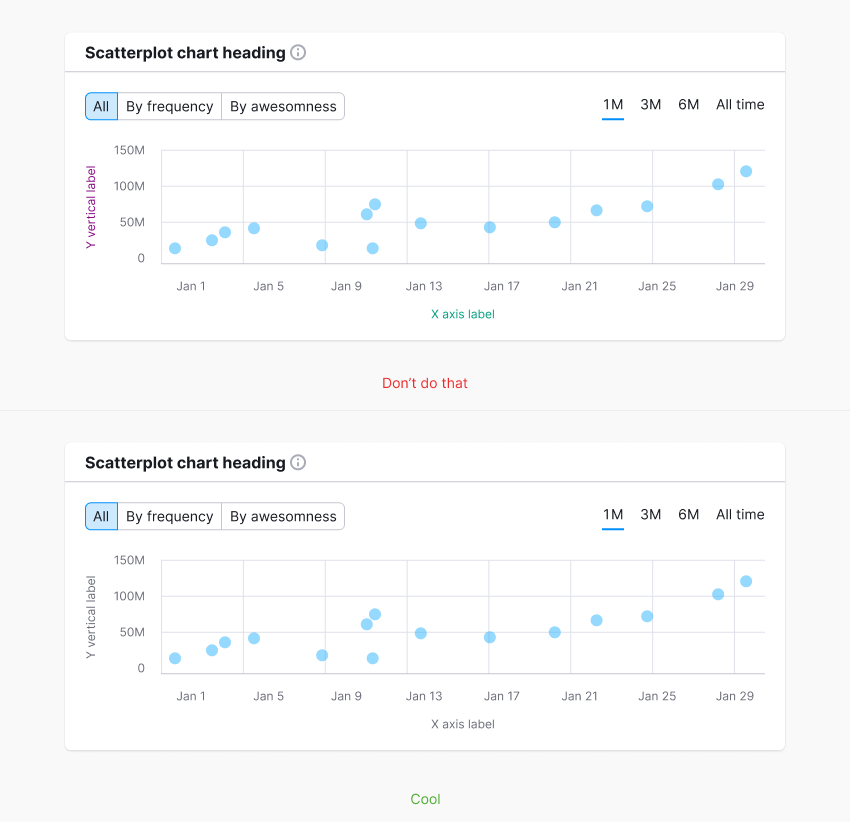 Scatterplot chart heading
All By frequency By awesomness 1M 3M 6M All time
150M
100M
50M
0
Y vertical label
Jan 1 Jan 5 Jan 9 Jan 13 Jan 17 Jan 21 Jan 25 Jan 29
X axis label
Don’t do that
Scatterplot chart heading
All By frequency By awesomness 1M 3M 6M All time
150M
100M
50M
0
Y vertical label
Jan 1 Jan 5 Jan 9 Jan 13 Jan 17 Jan 21 Jan 25 Jan 29
X axis label
Cool